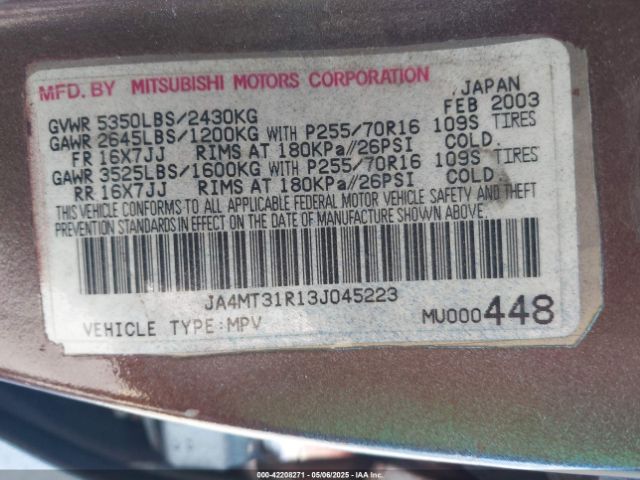 MFD. BY MITSUBISHI MOTORS CORPORATION JAPAN
GVWR 5350LBS/2430KG FEB 2003
GAWR 2645LBS/1200KG WITH P255/70R16 109S TIRES
FR 16X7JJ RIMS AT 180KPa//26PSI COLD.
GAWR 3525LBS/1600KG WITH P255/70R16 109S TIRES
RR 16X7JJ RIMS AT 180KPa//26PSI COLD.
THIS VEHICLE CONFORMS TO ALL APPLICABLE FEDERAL MOTOR VEHICLE SAFETY AND THEFT
PREVENTION STANDARDS IN EFFECT ON THE DATE OF MANUFACTURE SHOWN ABOVE.
JA4MT31R13J045223
VEHICLE TYPE:MPV MU000448
000-42208271 - 05/06/2025 - IAA Inc.